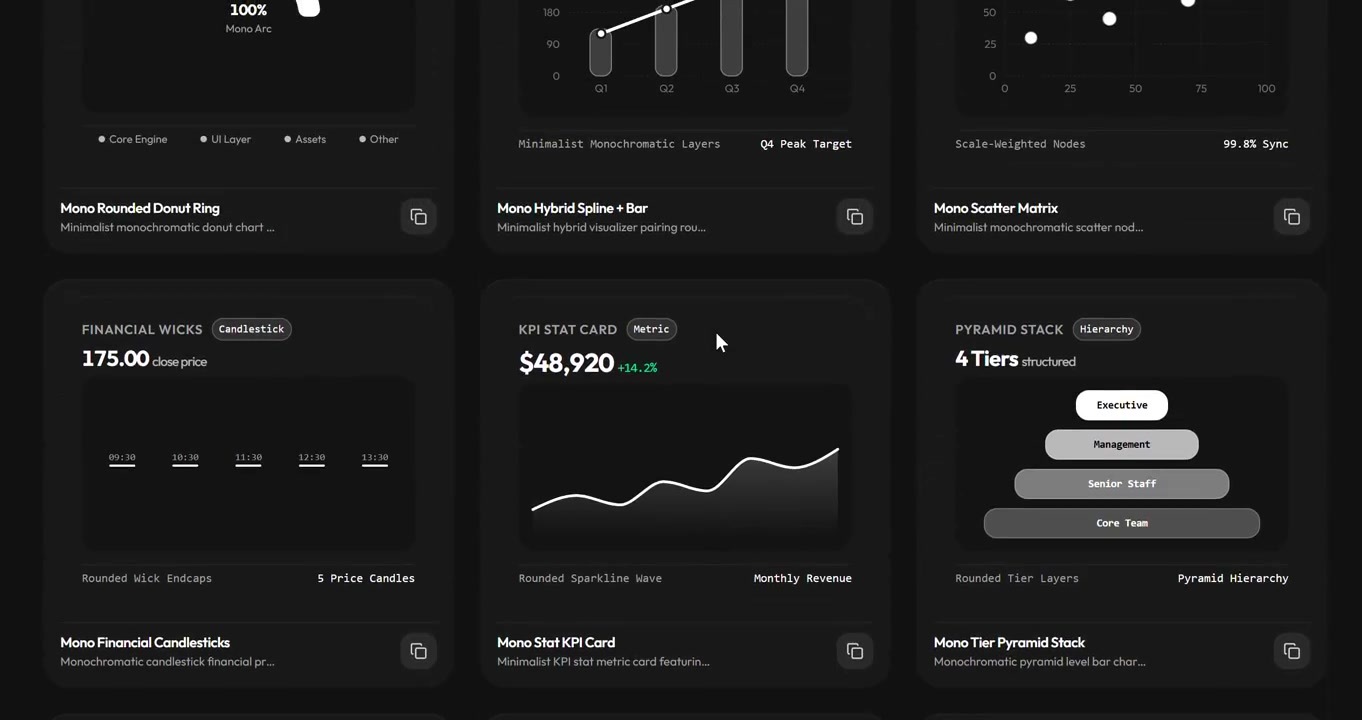 100%
Mono Arc
Core Engine
UI Layer
Assets
Other
Mono Rounded Donut Ring
Minimalist monochromatic donut chart ...
180
90
0
Q1
Q2
Q3
Q4
Minimalist Monochromatic Layers
Q4 Peak Target
Mono Hybrid Spline + Bar
Minimalist hybrid visualizer pairing rou...
50
25
0
0
25
50
75
100
Scale-Weighted Nodes
99.8% Sync
Mono Scatter Matrix
Minimalist monochromatic scatter nod...
FINANCIAL WICKS
Candlestick
175.00 close price
09:30
10:30
11:30
12:30
13:30
Rounded Wick Endcaps
5 Price Candles
Mono Financial Candlesticks
Monochromatic candlestick financial pr...
KPI STAT CARD
Metric
$48,920 +14.2%
Rounded Sparkline Wave
Monthly Revenue
Mono Stat KPI Card
Minimalist KPI stat metric card featurin...
PYRAMID STACK
Hierarchy
4 Tiers structured
Executive
Management
Senior Staff
Core Team
Rounded Tier Layers
Pyramid Hierarchy
Mono Tier Pyramid Stack
Monochromatic pyramid level bar char...